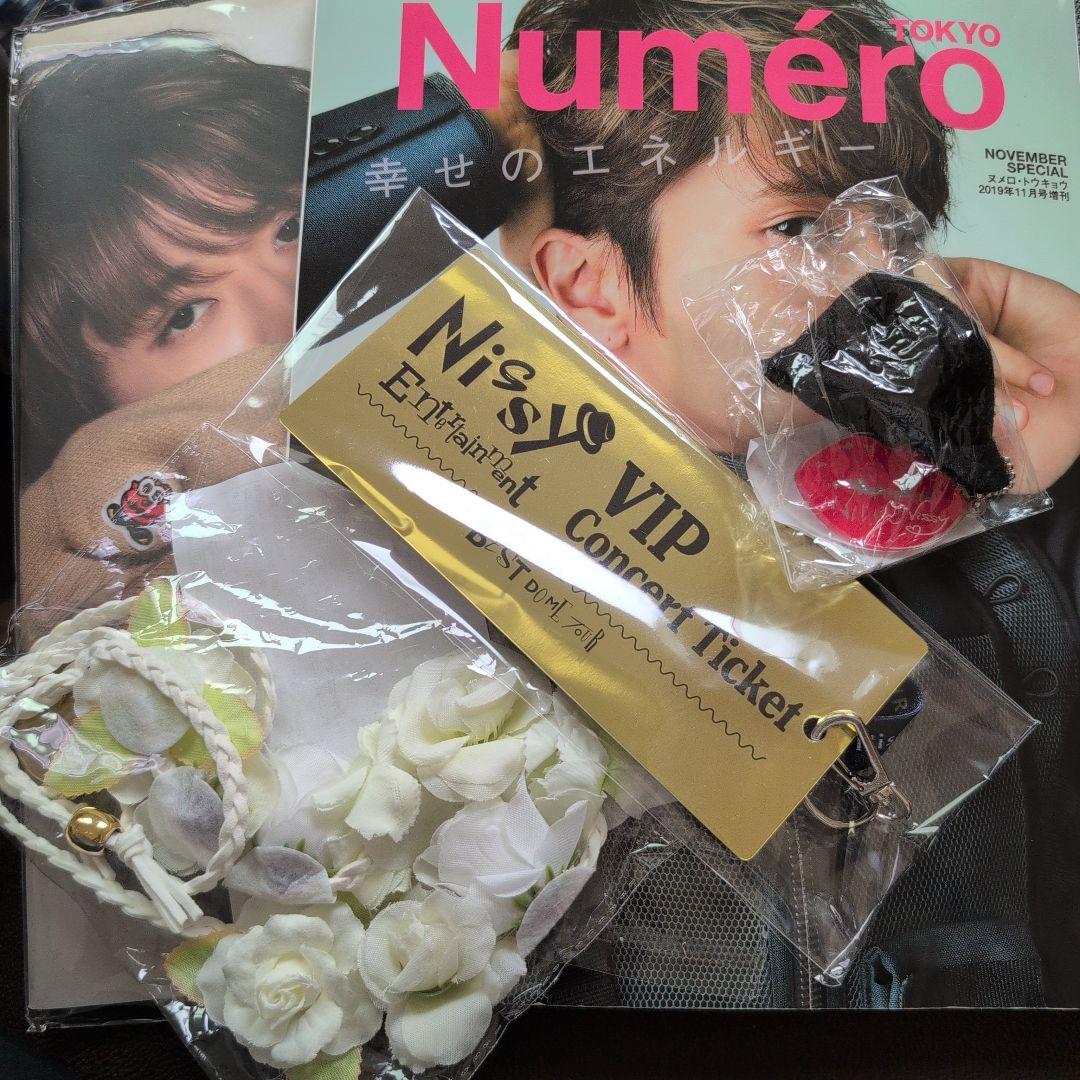 Numéro
TOKYO
幸せのエネルギー
NOVEMBER
SPECIAL
ヌメロ・トウキョウ
2019年11月号増刊
Nissy
Entertainment
BEST DOME TOUR
VIP
Concert Ticket
Nissy